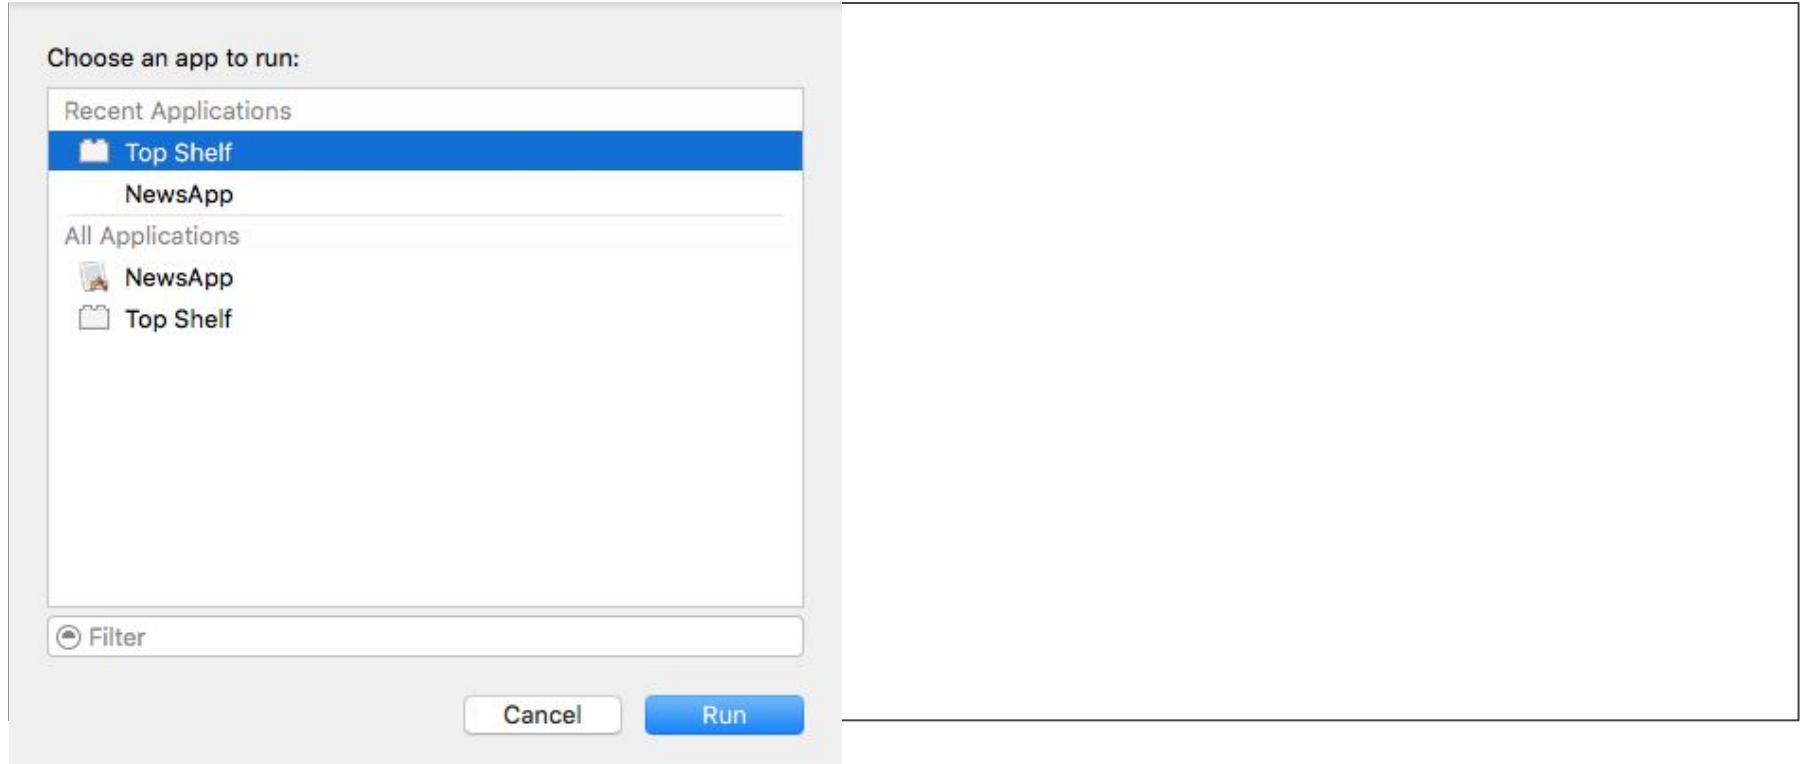 Choose an app to run:
Recent Applications
Top Shelf
NewsApp
All Applications
NewsApp
Top Shelf
Filter
Cancel
Run